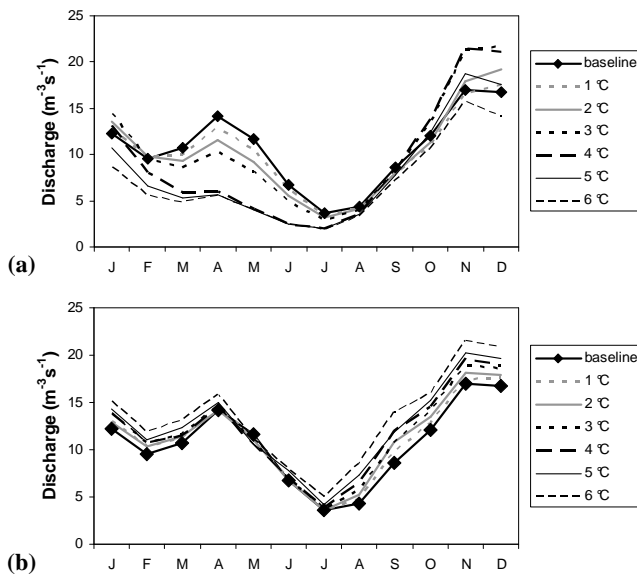 25
20
15
10
5
0
Discharge (m⁻³s⁻¹)
J F M A M J J A S O N D
(a)
baseline
1 °C
2 °C
3 °C
4 °C
5 °C
6 °C
25
20
15
10
5
0
Discharge (m⁻³s⁻¹)
J F M A M J J A S O N D
(b)
baseline
1 °C
2 °C
3 °C
4 °C
5 °C
6 °C